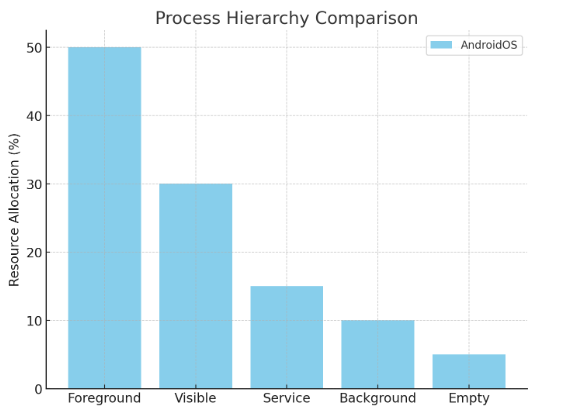 Process Hierarchy Comparison
AndroidOS
Resource Allocation (%)
50
40
30
20
10
0
Foreground Visible Service Background Empty